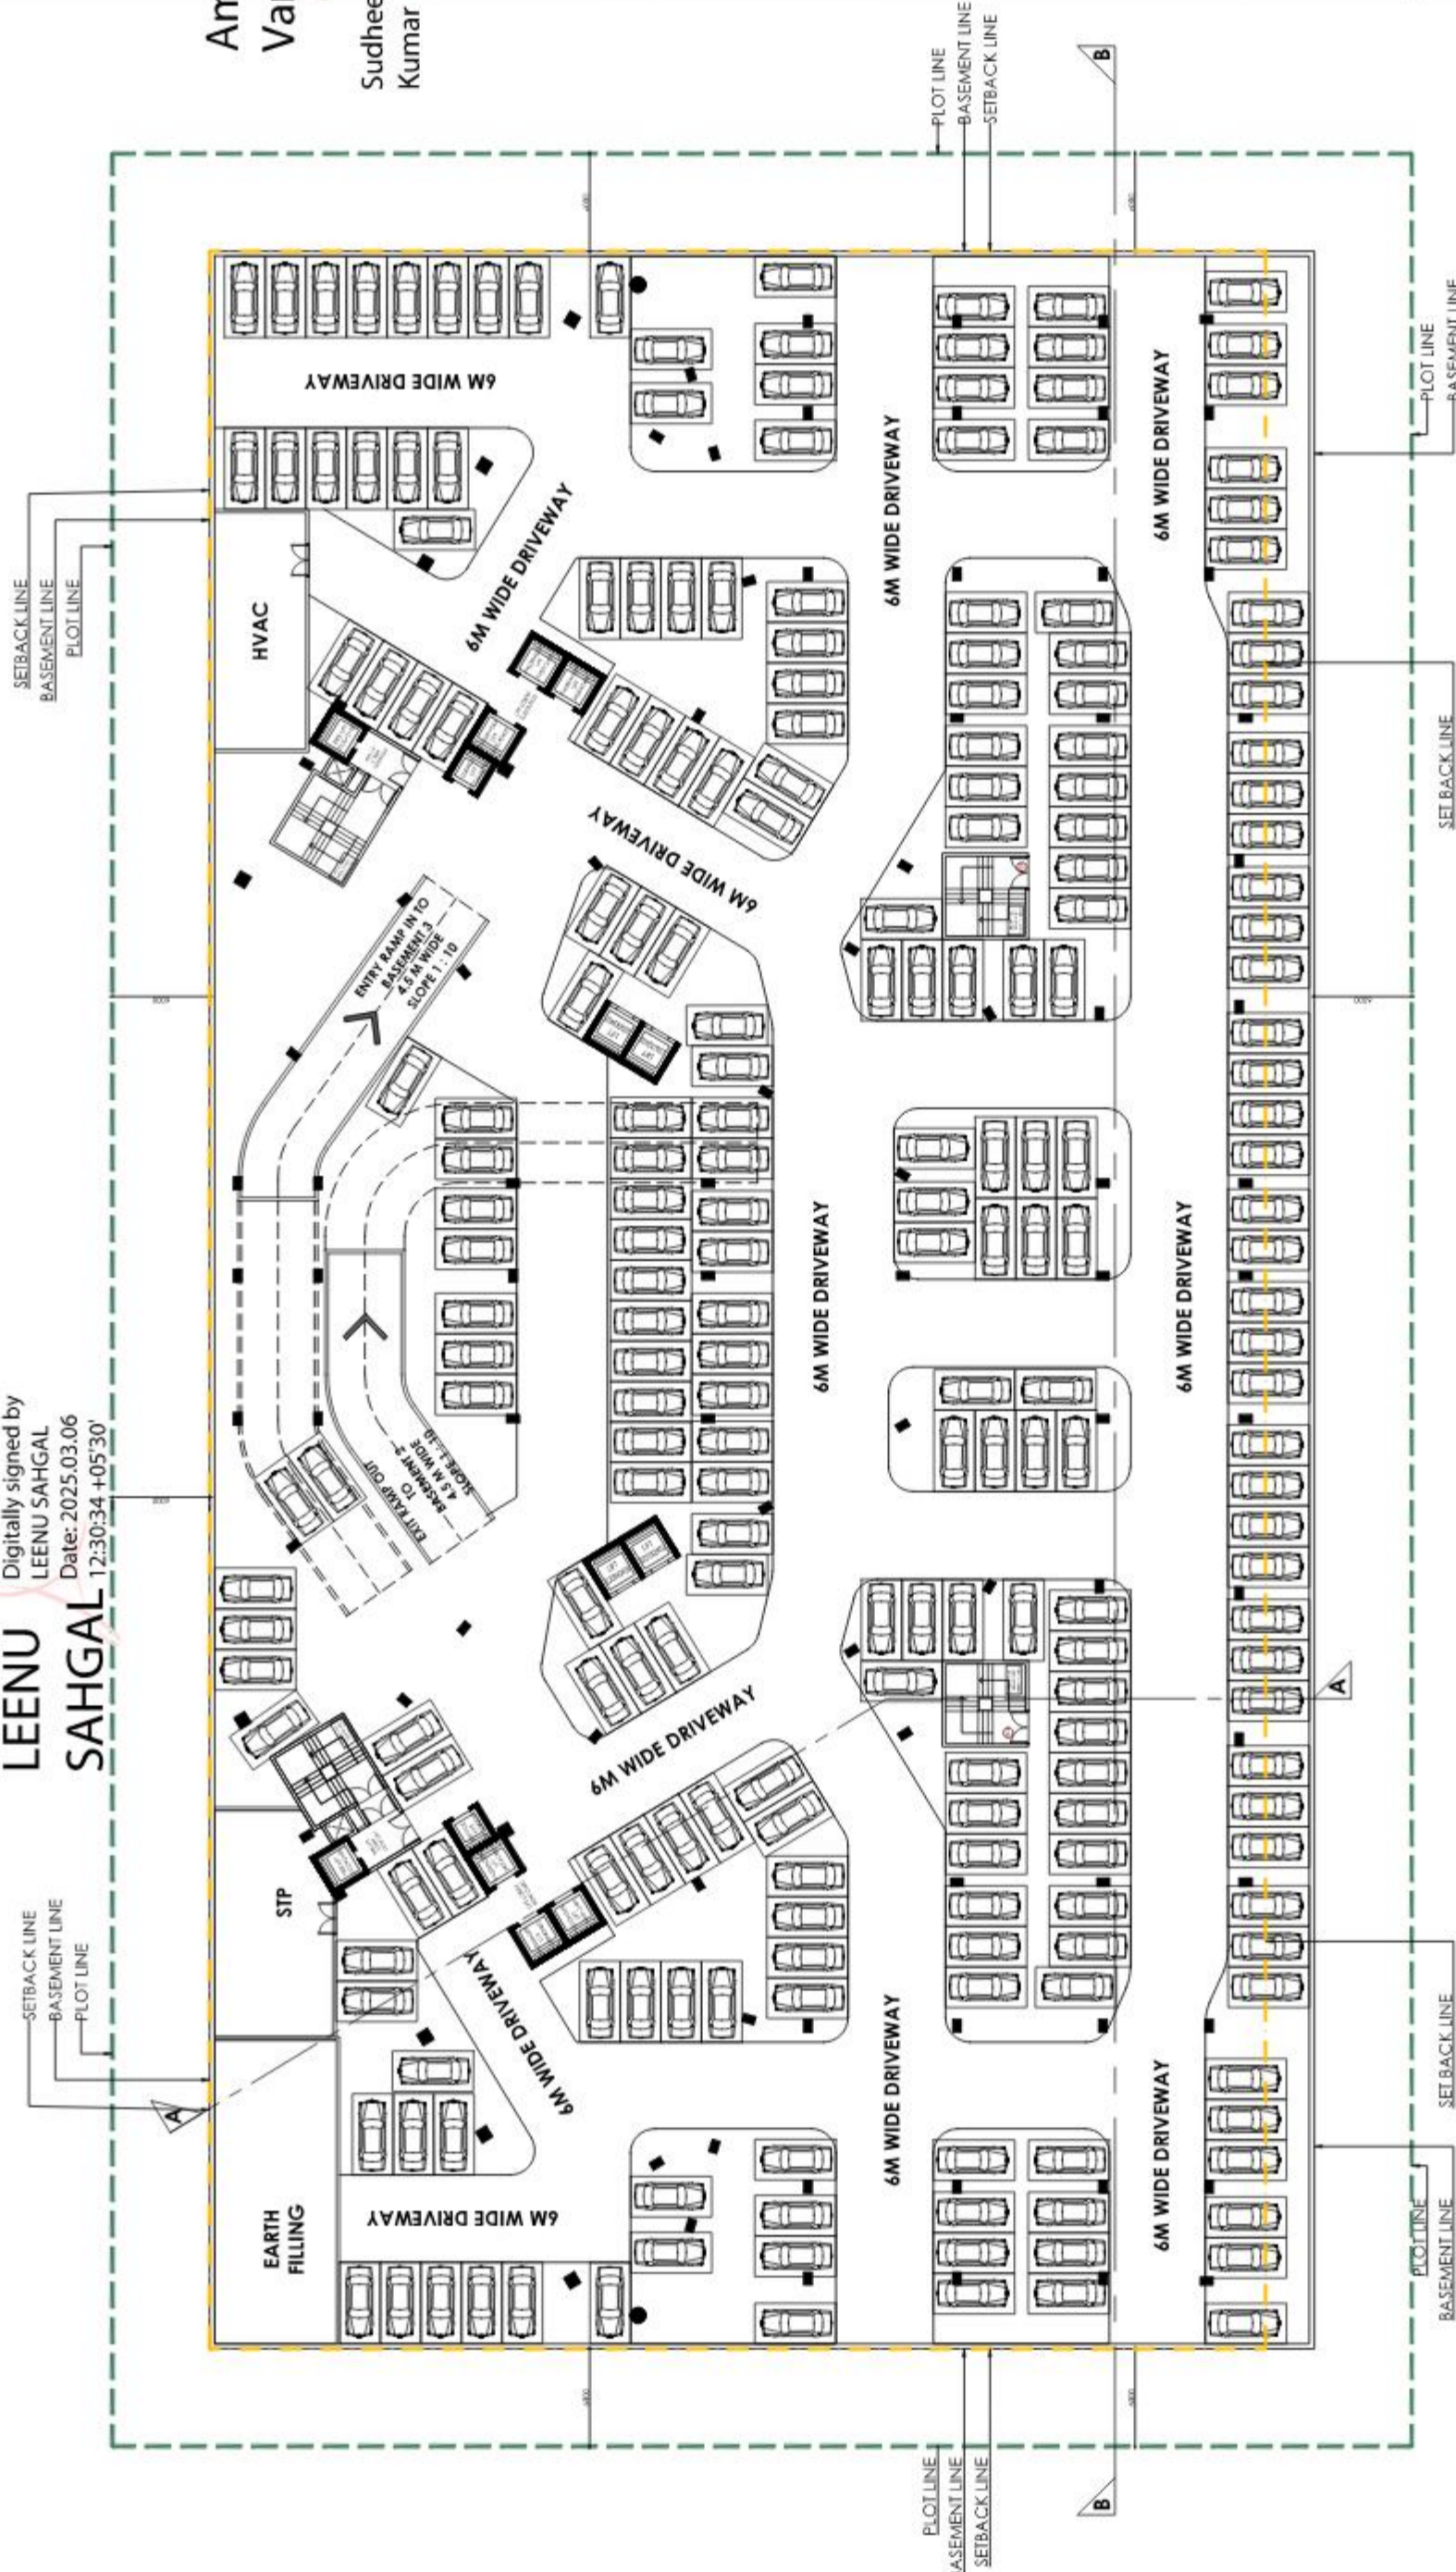 LEENU
SAHGAL
Digitally signed by
LEENU SAHGAL
Date: 2025.03.06
12:30:34 +05'30'
Am
Var
Sudhee
Kumar
SETBACK LINE
BASEMENT LINE
PLOT LINE
SETBACK LINE
BASEMENT LINE
PLOT LINE
PLOT LINE
BASEMENT LINE
SETBACK LINE
B
A
6000
6000
EARTH
FILLING
STP
HVAC
6M WIDE DRIVEWAY
6M WIDE DRIVEWAY
6M WIDE DRIVEWAY
6M WIDE DRIVEWAY
6M WIDE DRIVEWAY
6M WIDE DRIVEWAY
EXIT RAMP OUT
TO
BASEMENT 2
4.5 M WIDE
SLOPE 1 : 10
ENTRY RAMP IN TO
BASEMENT 3
4.5 M WIDE
SLOPE 1 : 10
6M WIDE DRIVEWAY
6M WIDE DRIVEWAY
6M WIDE DRIVEWAY
6M WIDE DRIVEWAY
6M WIDE DRIVEWAY
6M WIDE DRIVEWAY
A
B
PLOT LINE
ASEMENT LINE
SETBACK LINE
PLOT LINE
BASEMENT LINE
SET BACK LINE
SET BACK LINE
PLOT LINE
BASEMENT LINE